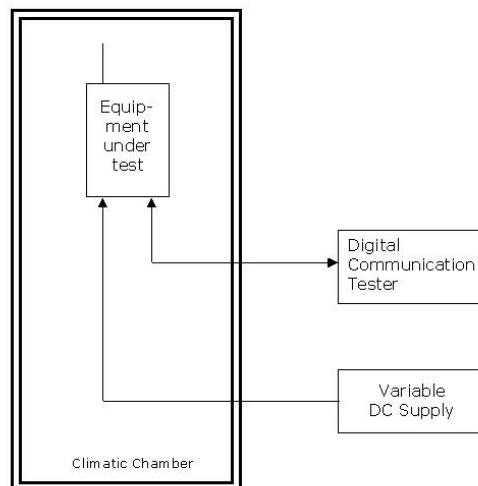 Equip-
ment
under
test
Digital
Communication
Tester
Variable
DC Supply
Climatic Chamber